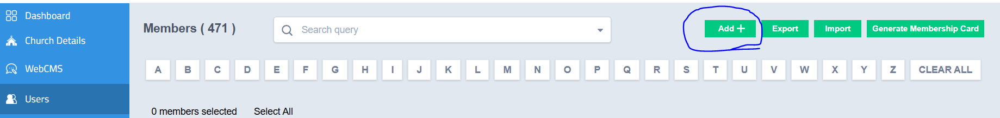 Dashboard
Church Details
WebCMS
Users
Members ( 471 )
Search query
Add +
Export
Import
Generate Membership Card
A B C D E F G H I J K L M N O P Q R S T U V W X Y Z CLEAR ALL
0 members selected Select All